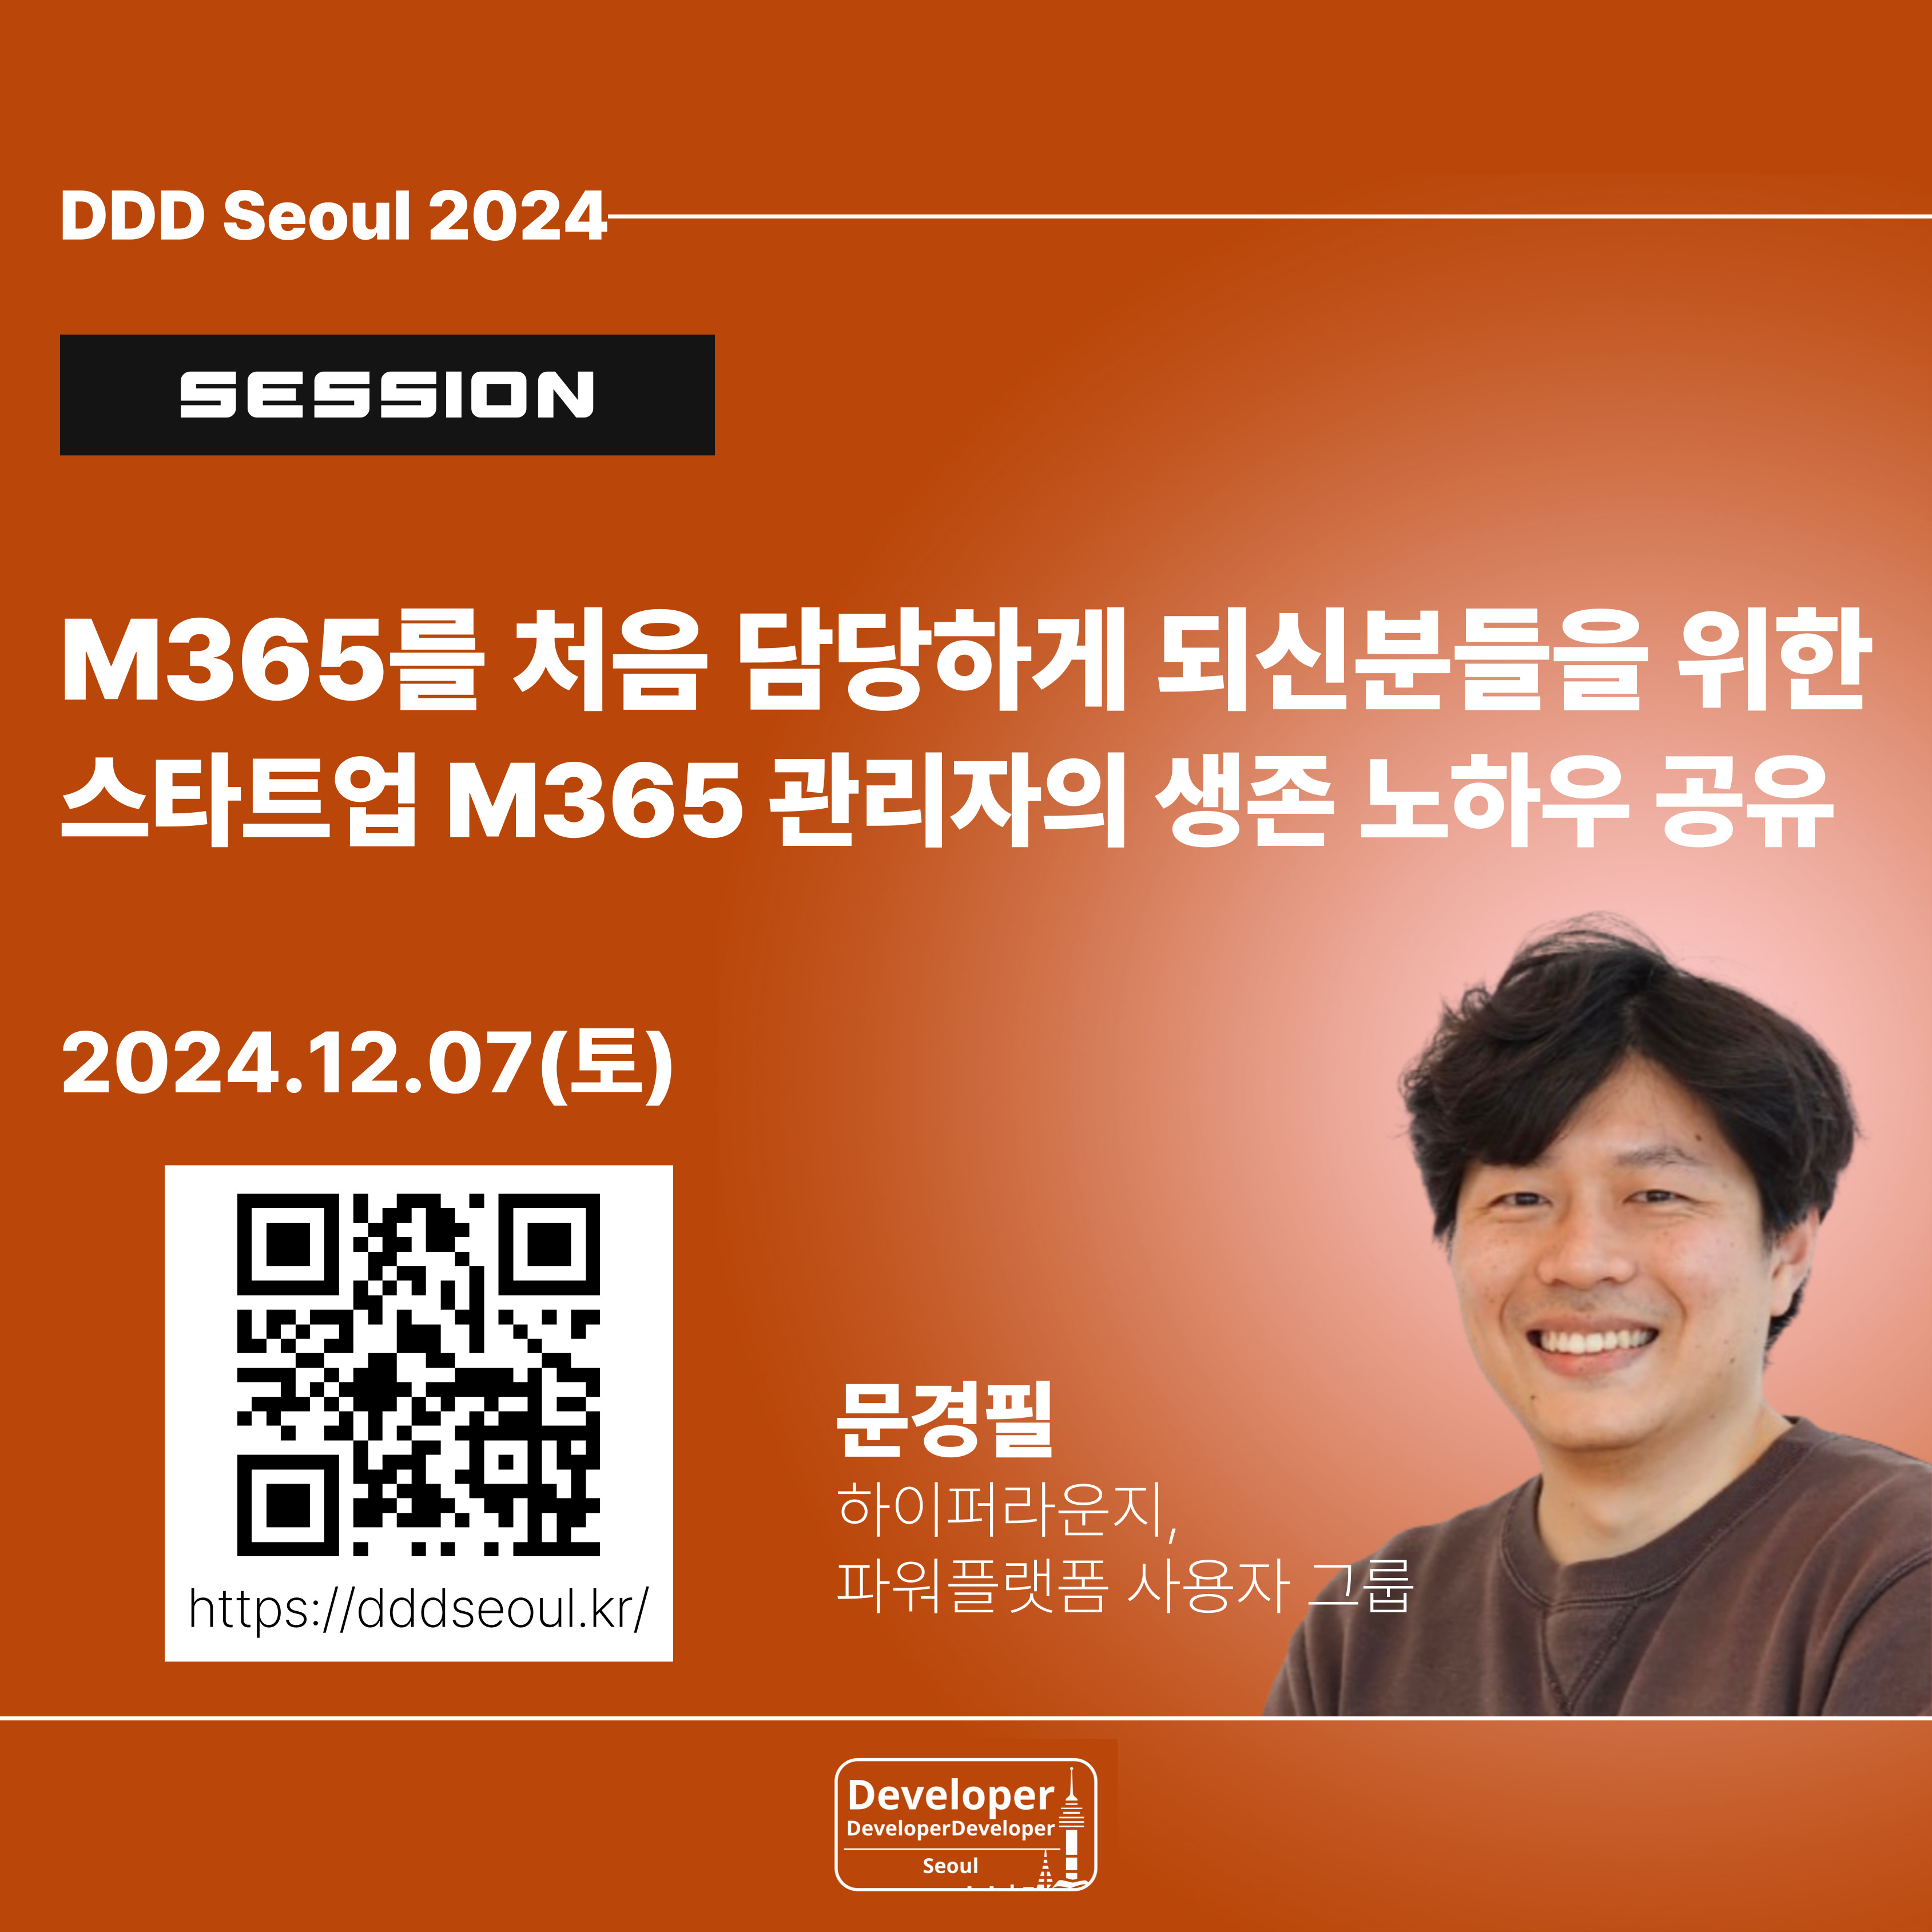 DDD Seoul 2024
SESSION
M365를 처음 담당하게 되신분들을 위한
스타트업 M365 관리자의 생존 노하우 공유
2024.12.07(토)
https://dddseoul.kr/
문경필
하이퍼라운지,
파워플랫폼 사용자 그룹
Developer
DeveloperDeveloper
Seoul